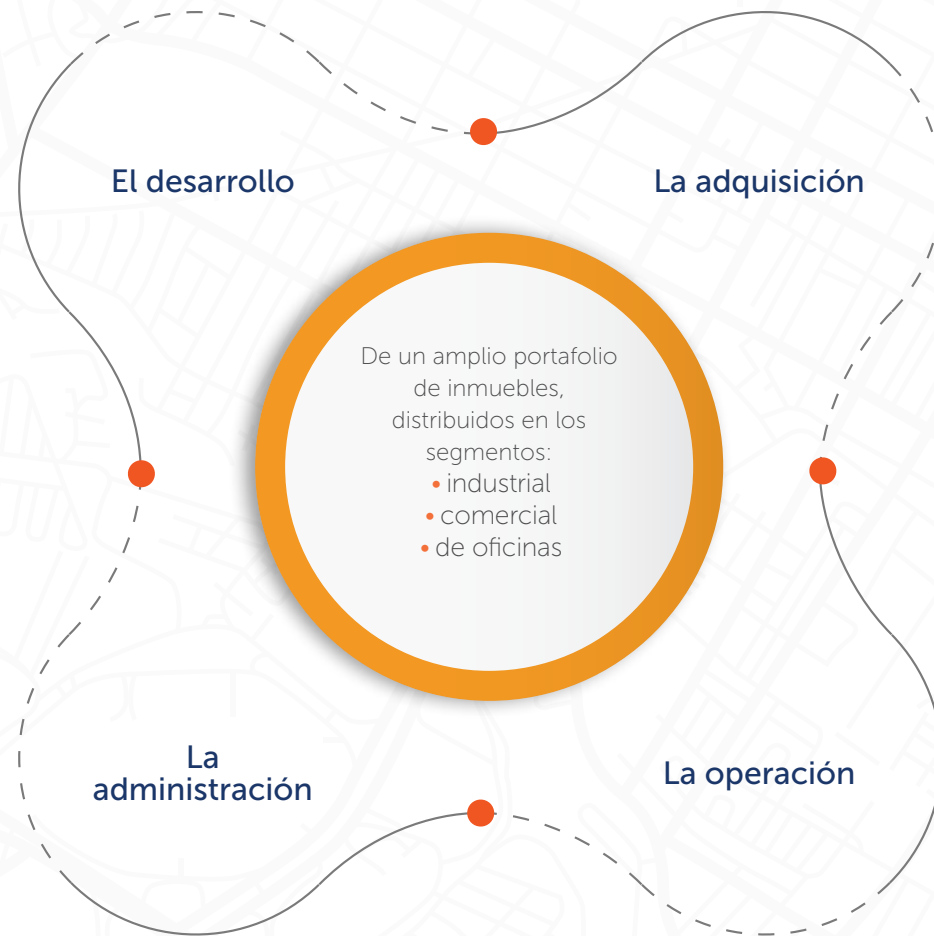 El desarrollo
La adquisición
De un amplio portafolio
de inmuebles,
distribuidos en los
segmentos:
• industrial
• comercial
• de oficinas
La
administración
La operación